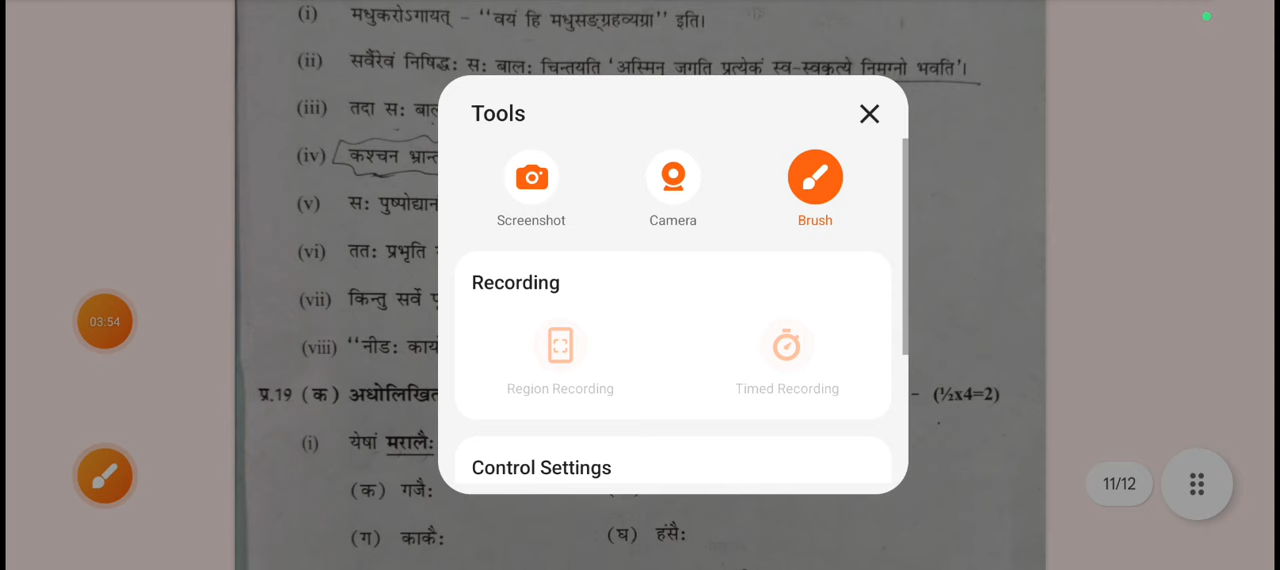 (i) मधुकरोऽगायत् - “वयं हि मधुसङ्ग्रहव्यग्रा” इति।
(ii) सर्वैरेवं निषिद्धः सः बालः चिन्तयति ‘अस्मिन् जगति प्रत्येकं स्व-स्वकृत्ये निमग्नो भवति’।
(iii) तदा सः
(iv) कश्चन
(v) सः
(vi) ततः प्रभृति
(vii) किन्तु सर्वे
(viii) “नीडः
प्र.19 (क) - (½x4=2)
(i) येषां मरालैः
(क) गजैः
(ग) काकैः (घ) हंसैः
Tools
Screenshot Camera Brush
Recording
Region Recording Timed Recording
Control Settings
03:54
11/12